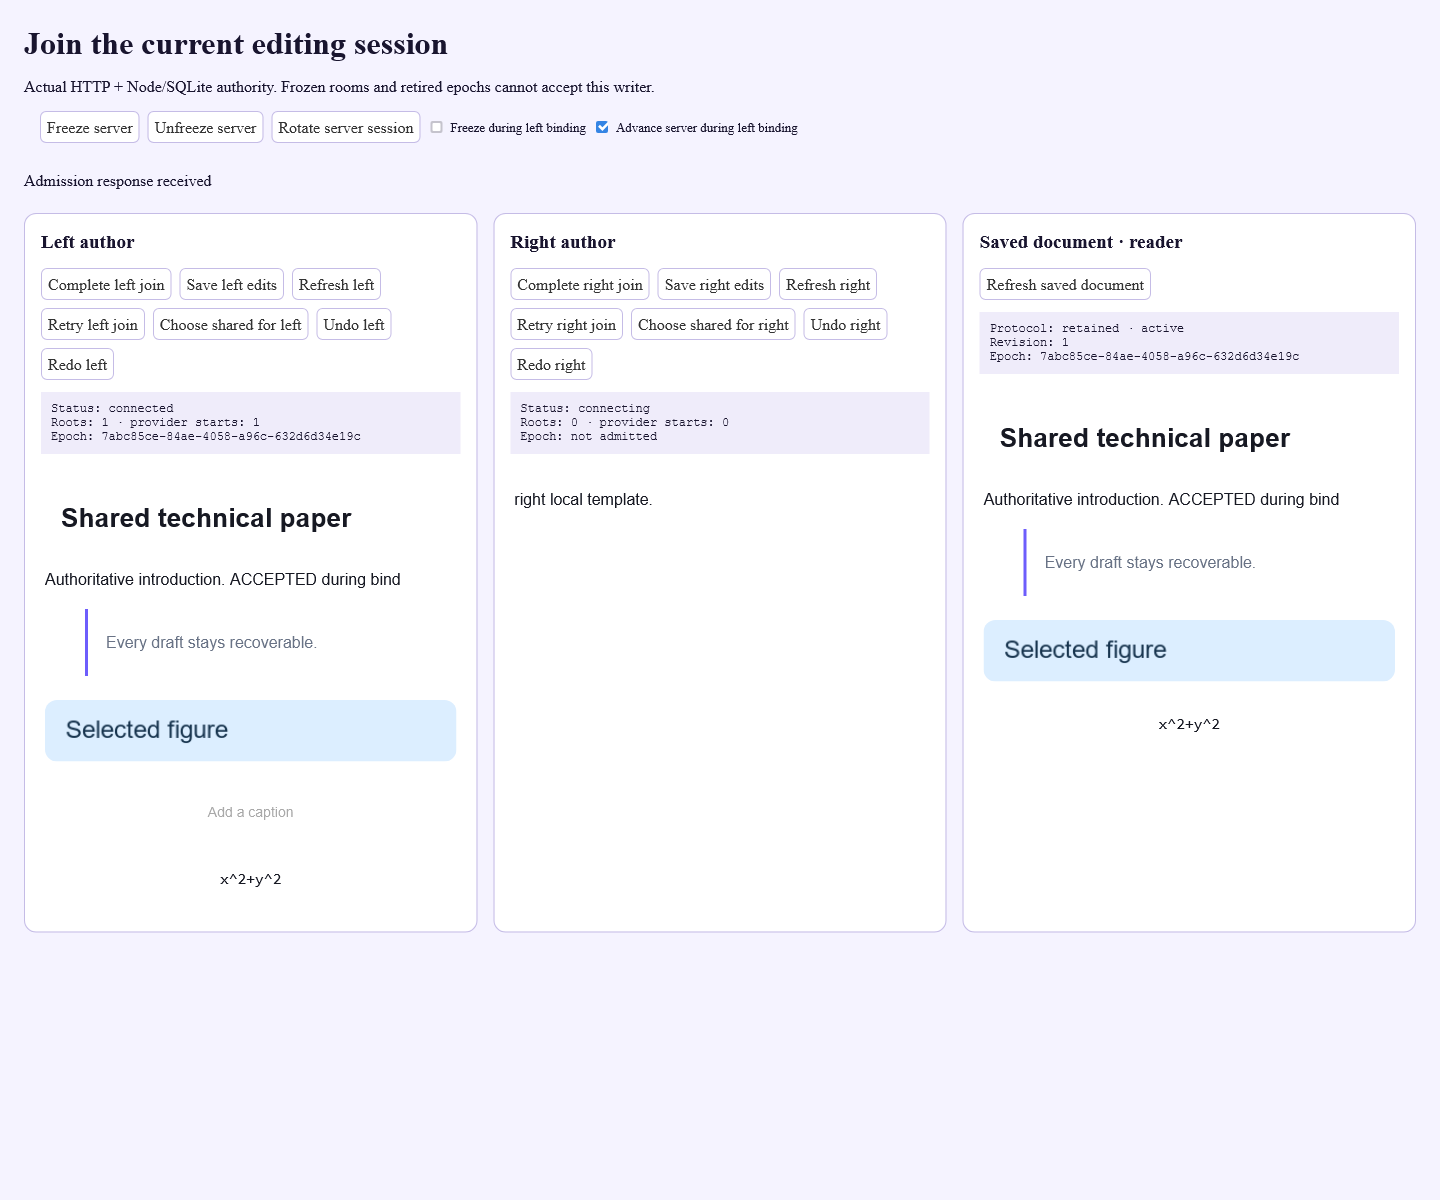 Join the current editing session
Actual HTTP + Node/SQLite authority. Frozen rooms and retired epochs cannot accept this writer.
Freeze server Unfreeze server Rotate server session Freeze during left binding Advance server during left binding
Admission response received
Left author
Complete left join Save left edits Refresh left
Retry left join Choose shared for left Undo left
Redo left
Status: connected
Roots: 1 · provider starts: 1
Epoch: 7abc85ce-84ae-4058-a96c-632d6d34e19c
Shared technical paper
Authoritative introduction. ACCEPTED during bind
Every draft stays recoverable.
Selected figure
Add a caption
x^2+y^2
Right author
Complete right join Save right edits Refresh right
Retry right join Choose shared for right Undo right
Redo right
Status: connecting
Roots: 0 · provider starts: 0
Epoch: not admitted
right local template.
Saved document · reader
Refresh saved document
Protocol: retained · active
Revision: 1
Epoch: 7abc85ce-84ae-4058-a96c-632d6d34e19c
Shared technical paper
Authoritative introduction. ACCEPTED during bind
Every draft stays recoverable.
Selected figure
x^2+y^2